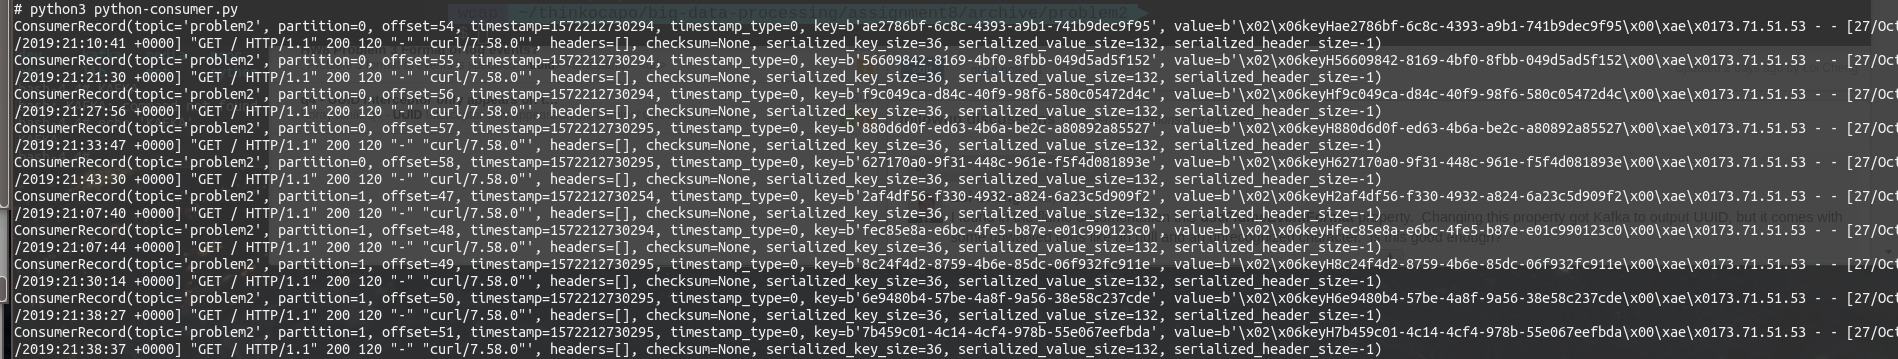 # python3 python-consumer.py
ConsumerRecord(topic='problem2', partition=0, offset=54, timestamp=1572212730294, timestamp_type=0, key=b'ae2786bf-6c8c-4393-a9b1-741b9dec9f95', value=b'\x02\x06keyHae2786bf-6c8c-4393-a9b1-741b9dec9f95\x00\xae\x0173.71.51.53 - - [27/Oct
/2019:21:10:41 +0000] "GET / HTTP/1.1" 200 120 "-" "curl/7.58.0"', headers=[], checksum=None, serialized_key_size=36, serialized_value_size=132, serialized_header_size=-1)
ConsumerRecord(topic='problem2', partition=0, offset=55, timestamp=1572212730294, timestamp_type=0, key=b'56609842-8169-4bf0-8fbb-049d5ad5f152', value=b'\x02\x06keyH56609842-8169-4bf0-8fbb-049d5ad5f152\x00\xae\x0173.71.51.53 - - [27/Oct
/2019:21:21:30 +0000] "GET / HTTP/1.1" 200 120 "-" "curl/7.58.0"', headers=[], checksum=None, serialized_key_size=36, serialized_value_size=132, serialized_header_size=-1)
ConsumerRecord(topic='problem2', partition=0, offset=56, timestamp=1572212730294, timestamp_type=0, key=b'f9c049ca-d84c-40f9-98f6-580c05472d4c', value=b'\x02\x06keyHf9c049ca-d84c-40f9-98f6-580c05472d4c\x00\xae\x0173.71.51.53 - - [27/Oct
/2019:21:27:56 +0000] "GET / HTTP/1.1" 200 120 "-" "curl/7.58.0"', headers=[], checksum=None, serialized_key_size=36, serialized_value_size=132, serialized_header_size=-1)
ConsumerRecord(topic='problem2', partition=0, offset=57, timestamp=1572212730295, timestamp_type=0, key=b'880d6d0f-ed63-4b6a-be2c-a80892a85527', value=b'\x02\x06keyH880d6d0f-ed63-4b6a-be2c-a80892a85527\x00\xae\x0173.71.51.53 - - [27/Oct
/2019:21:33:47 +0000] "GET / HTTP/1.1" 200 120 "-" "curl/7.58.0"', headers=[], checksum=None, serialized_key_size=36, serialized_value_size=132, serialized_header_size=-1)
ConsumerRecord(topic='problem2', partition=0, offset=58, timestamp=1572212730295, timestamp_type=0, key=b'627170a0-9f31-448c-961e-f5f4d081893e', value=b'\x02\x06keyH627170a0-9f31-448c-961e-f5f4d081893e\x00\xae\x0173.71.51.53 - - [27/Oct
/2019:21:43:30 +0000] "GET / HTTP/1.1" 200 120 "-" "curl/7.58.0"', headers=[], checksum=None, serialized_key_size=36, serialized_value_size=132, serialized_header_size=-1)
ConsumerRecord(topic='problem2', partition=1, offset=47, timestamp=1572212730254, timestamp_type=0, key=b'2af4df56-f330-4932-a824-6a23c5d909f2', value=b'\x02\x06keyH2af4df56-f330-4932-a824-6a23c5d909f2\x00\xae\x0173.71.51.53 - - [27/Oct
/2019:21:07:40 +0000] "GET / HTTP/1.1" 200 120 "-" "curl/7.58.0"', headers=[], checksum=None, serialized_key_size=36, serialized_value_size=132, serialized_header_size=-1)
ConsumerRecord(topic='problem2', partition=1, offset=48, timestamp=1572212730294, timestamp_type=0, key=b'fec85e8a-e6bc-4fe5-b87e-e01c990123c0', value=b'\x02\x06keyHfec85e8a-e6bc-4fe5-b87e-e01c990123c0\x00\xae\x0173.71.51.53 - - [27/Oct
/2019:21:07:44 +0000] "GET / HTTP/1.1" 200 120 "-" "curl/7.58.0"', headers=[], checksum=None, serialized_key_size=36, serialized_value_size=132, serialized_header_size=-1)
ConsumerRecord(topic='problem2', partition=1, offset=49, timestamp=1572212730295, timestamp_type=0, key=b'8c24f4d2-8759-4b6e-85dc-06f932fc911e', value=b'\x02\x06keyH8c24f4d2-8759-4b6e-85dc-06f932fc911e\x00\xae\x0173.71.51.53 - - [27/Oct
/2019:21:30:14 +0000] "GET / HTTP/1.1" 200 120 "-" "curl/7.58.0"', headers=[], checksum=None, serialized_key_size=36, serialized_value_size=132, serialized_header_size=-1)
ConsumerRecord(topic='problem2', partition=1, offset=50, timestamp=1572212730295, timestamp_type=0, key=b'6e9480b4-57be-4a8f-9a56-38e58c237cde', value=b'\x02\x06keyH6e9480b4-57be-4a8f-9a56-38e58c237cde\x00\xae\x0173.71.51.53 - - [27/Oct
/2019:21:38:27 +0000] "GET / HTTP/1.1" 200 120 "-" "curl/7.58.0"', headers=[], checksum=None, serialized_key_size=36, serialized_value_size=132, serialized_header_size=-1)
ConsumerRecord(topic='problem2', partition=1, offset=51, timestamp=1572212730295, timestamp_type=0, key=b'7b459c01-4c14-4cf4-978b-55e067eefbda', value=b'\x02\x06keyH7b459c01-4c14-4cf4-978b-55e067eefbda\x00\xae\x0173.71.51.53 - - [27/Oct
/2019:21:38:37 +0000] "GET / HTTP/1.1" 200 120 "-" "curl/7.58.0"', headers=[], checksum=None, serialized_key_size=36, serialized_value_size=132, serialized_header_size=-1)